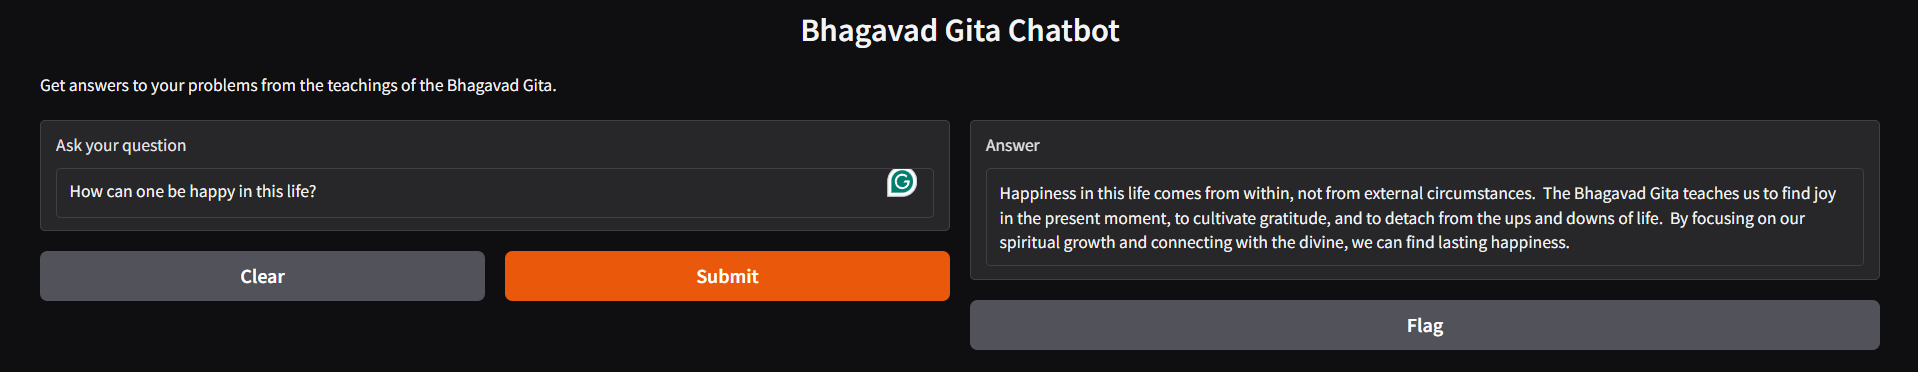 Bhagavad Gita Chatbot
Get answers to your problems from the teachings of the Bhagavad Gita.
Ask your question
How can one be happy in this life?
G
Clear
Submit
Answer
Happiness in this life comes from within, not from external circumstances.  The Bhagavad Gita teaches us to find joy
in the present moment, to cultivate gratitude, and to detach from the ups and downs of life.  By focusing on our
spiritual growth and connecting with the divine, we can find lasting happiness.
Flag